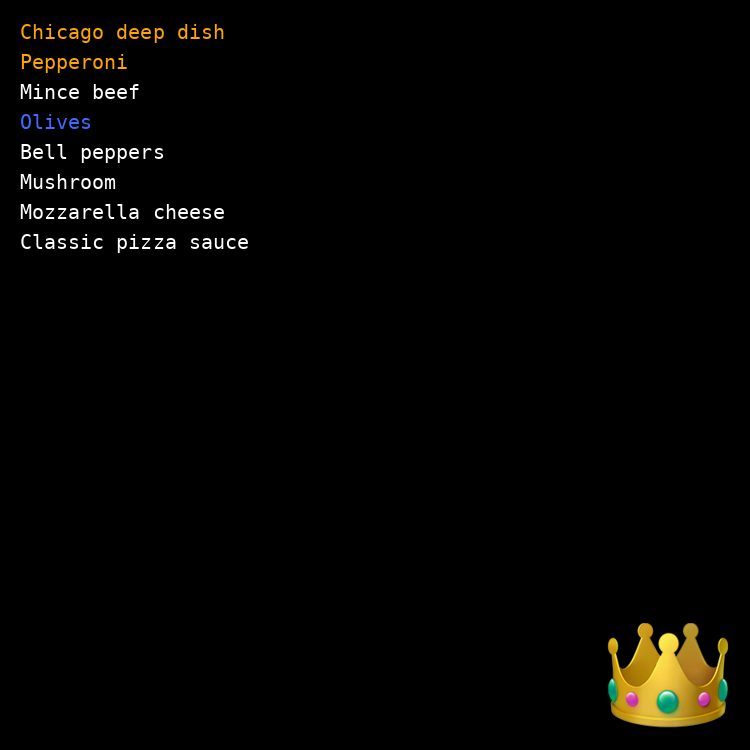 Chicago deep dish
Pepperoni
Mince beef
Olives
Bell peppers
Mushroom
Mozzarella cheese
Classic pizza sauce